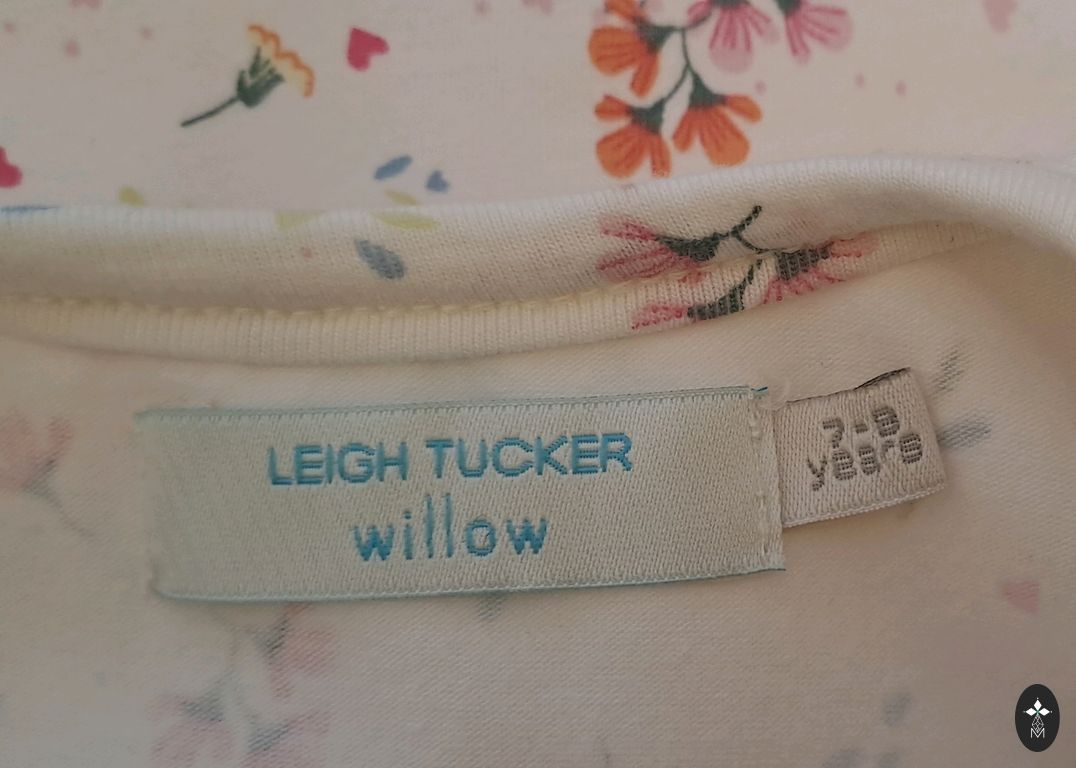 LEIGH TUCKER
willow
7-8
years
M